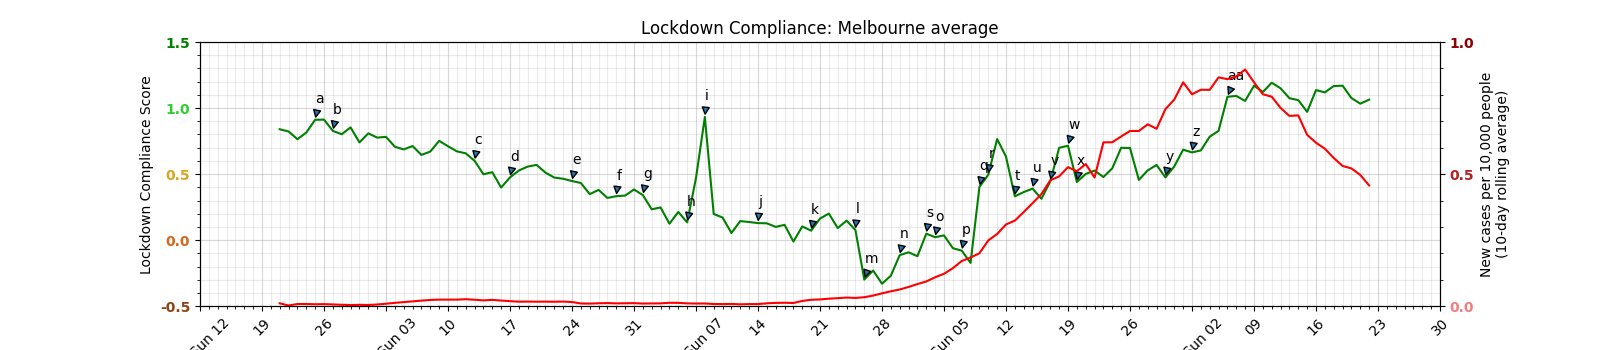 Lockdown Compliance: Melbourne average
1.5
1.0
0.5
0.0
-0.5
Lockdown Compliance Score
a
b
c
d
e
f
g
h
i
j
k
l
m
n
s
o
p
q
r
t
u
v
w
x
y
z
aa
1.0
0.5
0.0
New cases per 10,000 people
(10-day rolling average)
Sun 12
19
26
Sun 03
10
17
24
31
Sun 07
14
21
28
Sun 05
12
19
26
Sun 02
09
16
23
30